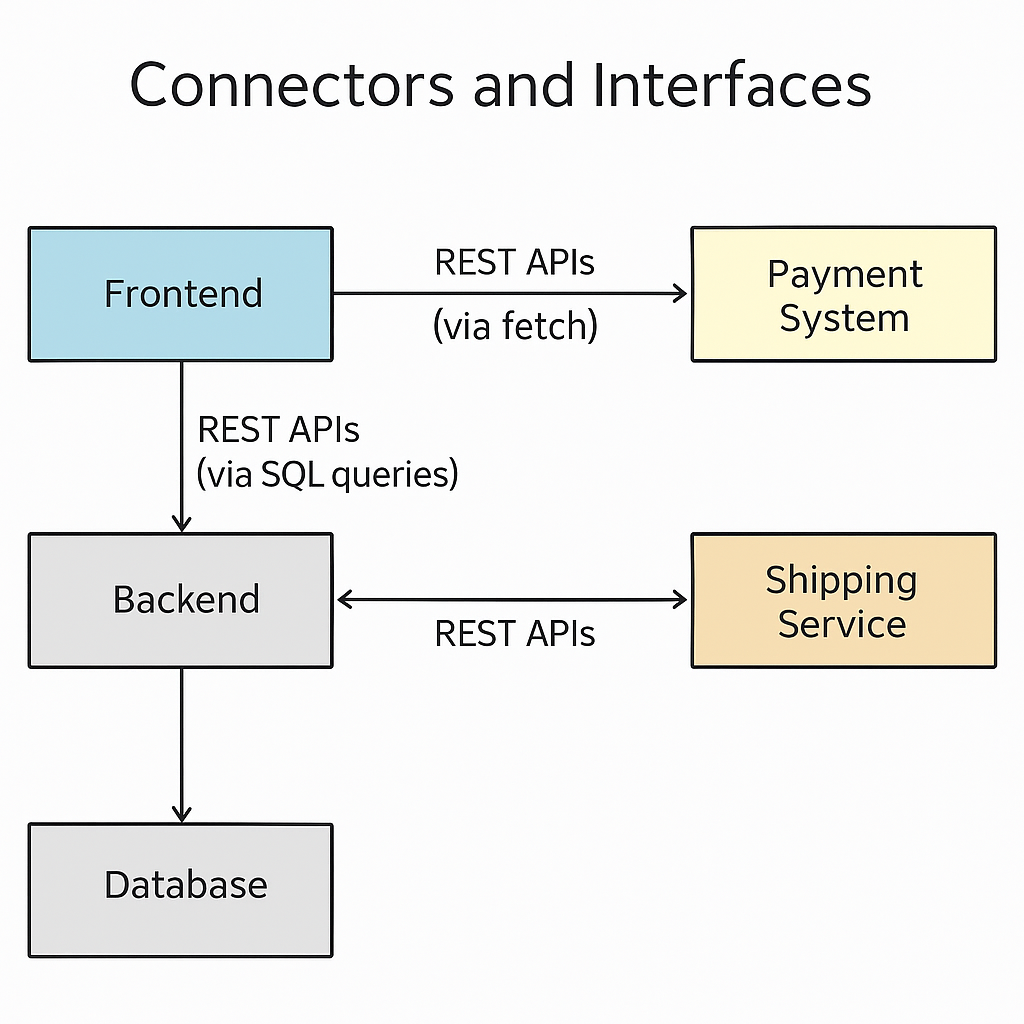 Connectors and Interfaces
Frontend
REST APIs
(via fetch)
Payment
System
REST APIs
(via SQL queries)
Backend
REST APIs
Shipping
Service
Database